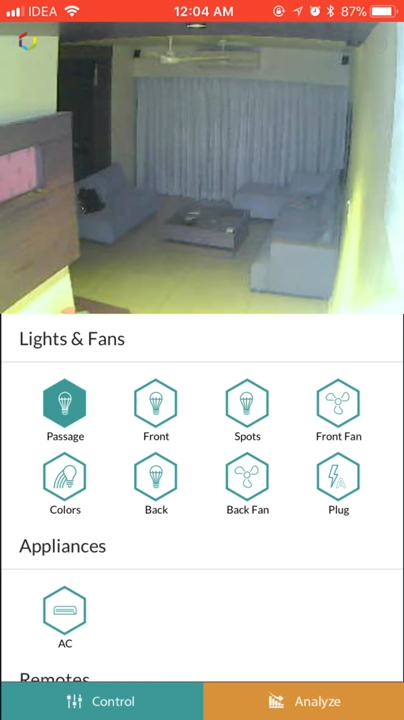 IDEA 12:04 AM 87%
Lights & Fans
Passage Front Spots Front Fan
Colors Back Back Fan Plug
Appliances
AC
Remotes
Control Analyze